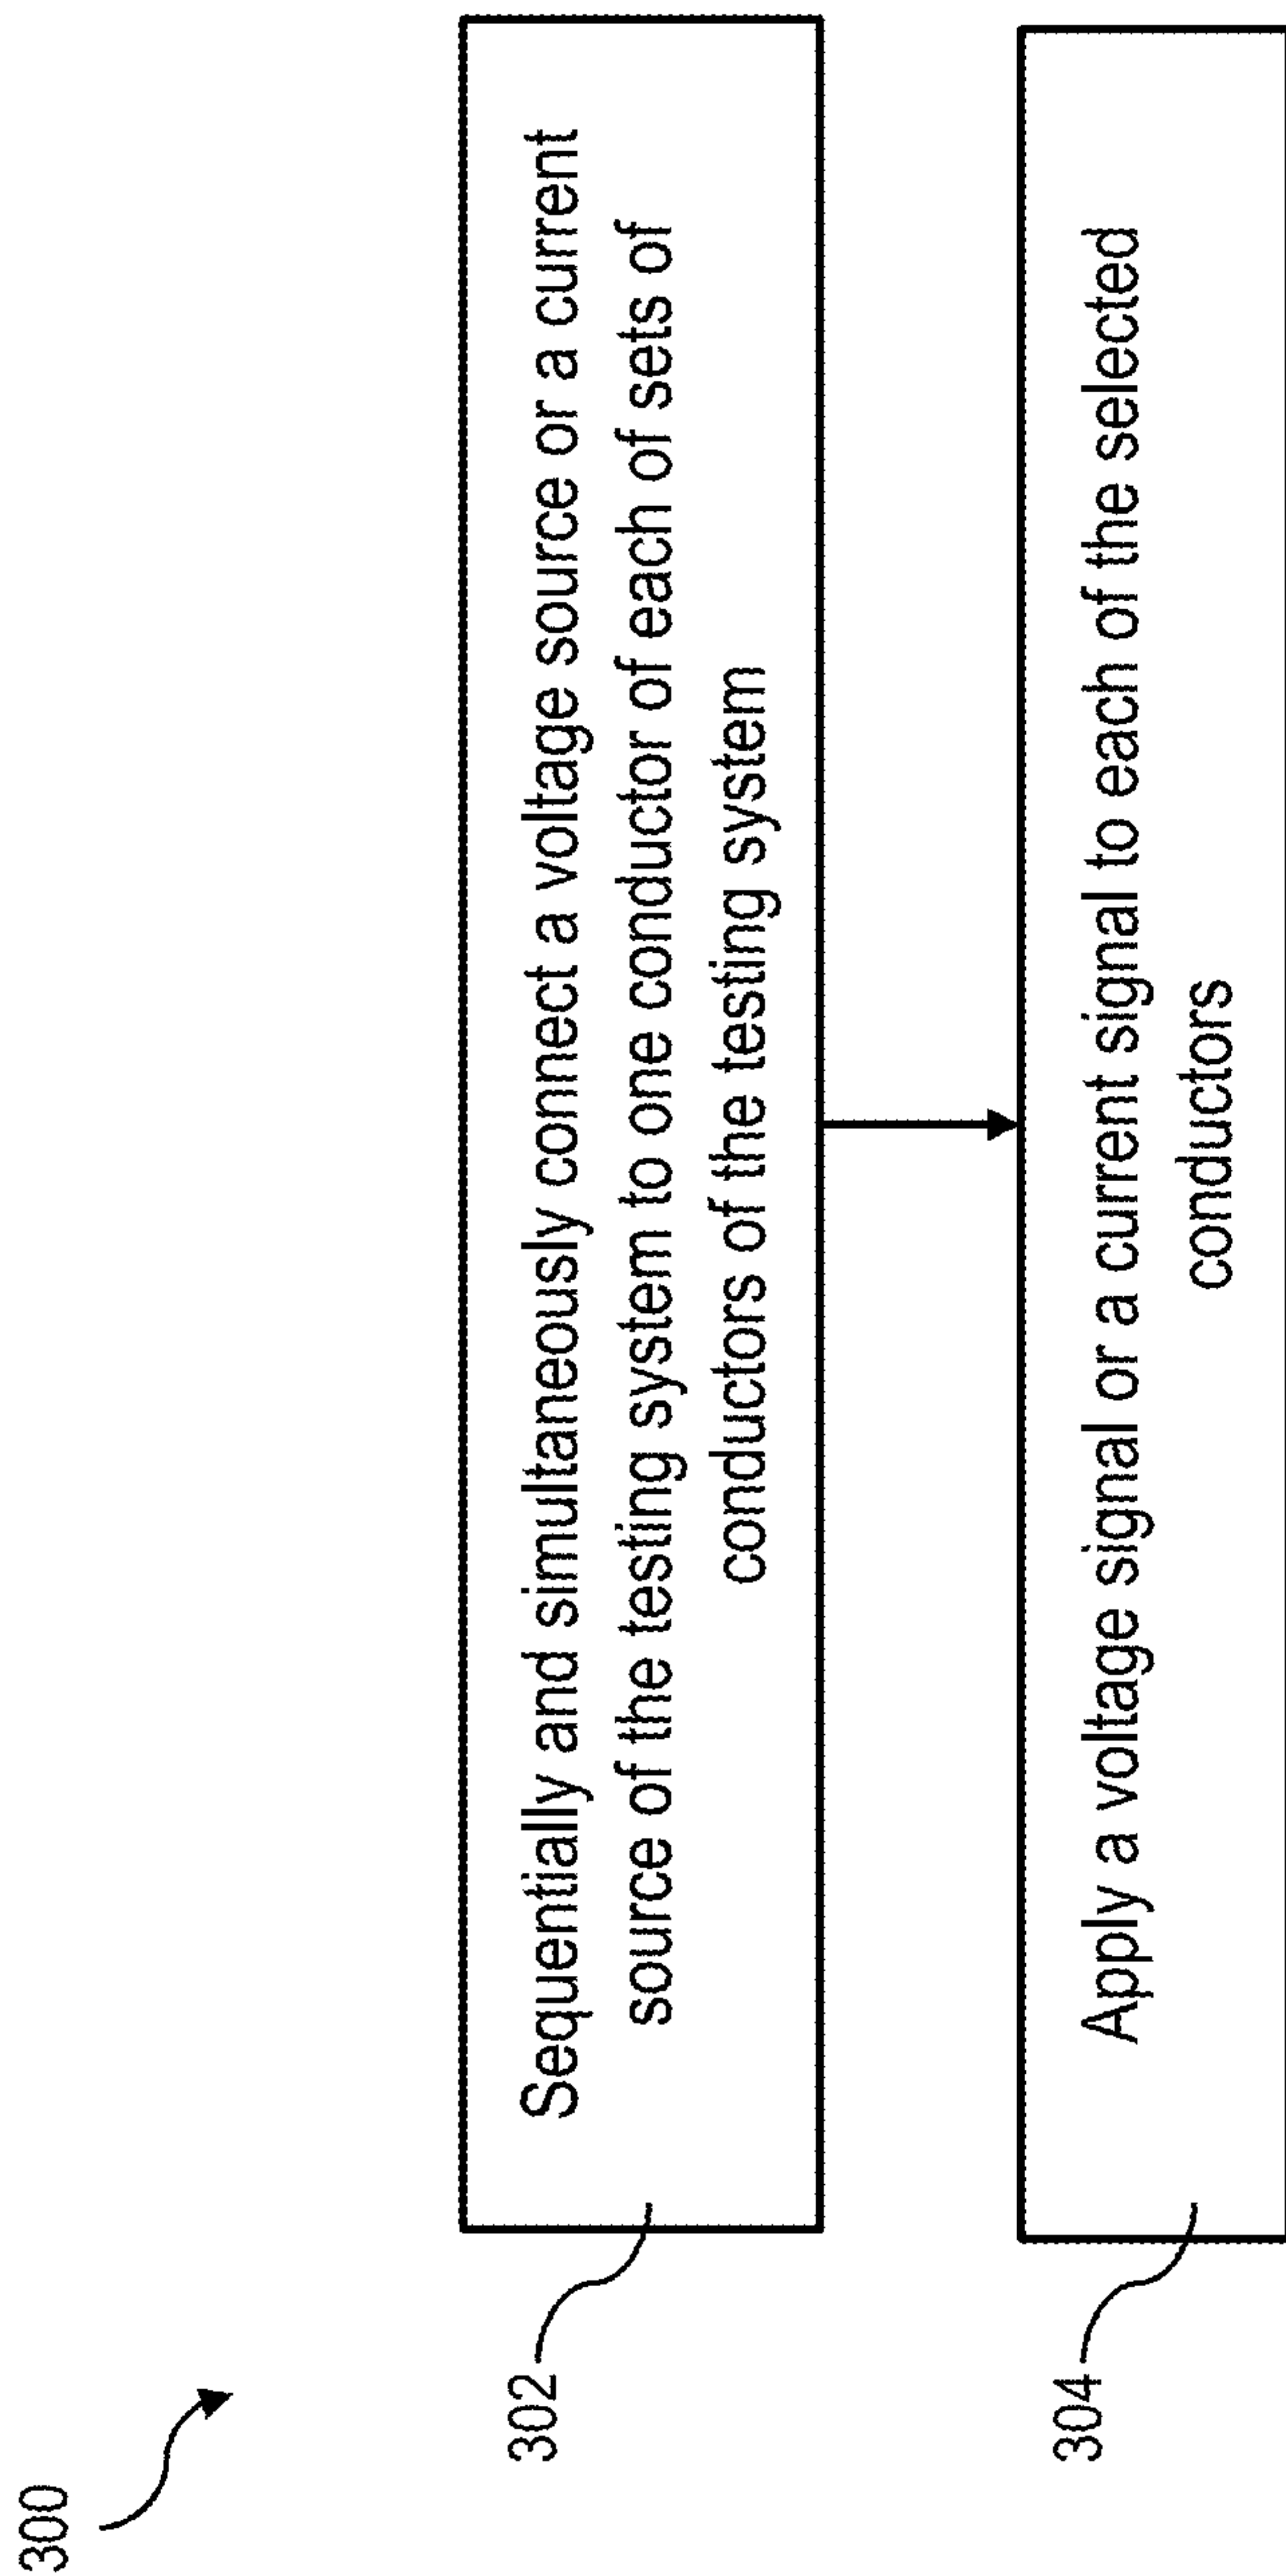 300
302
Sequentially and simultaneously connect a voltage source or a current
source of the testing system to one conductor of each of sets of
conductors of the testing system
304
Apply a voltage signal or a current signal to each of the selected
conductors